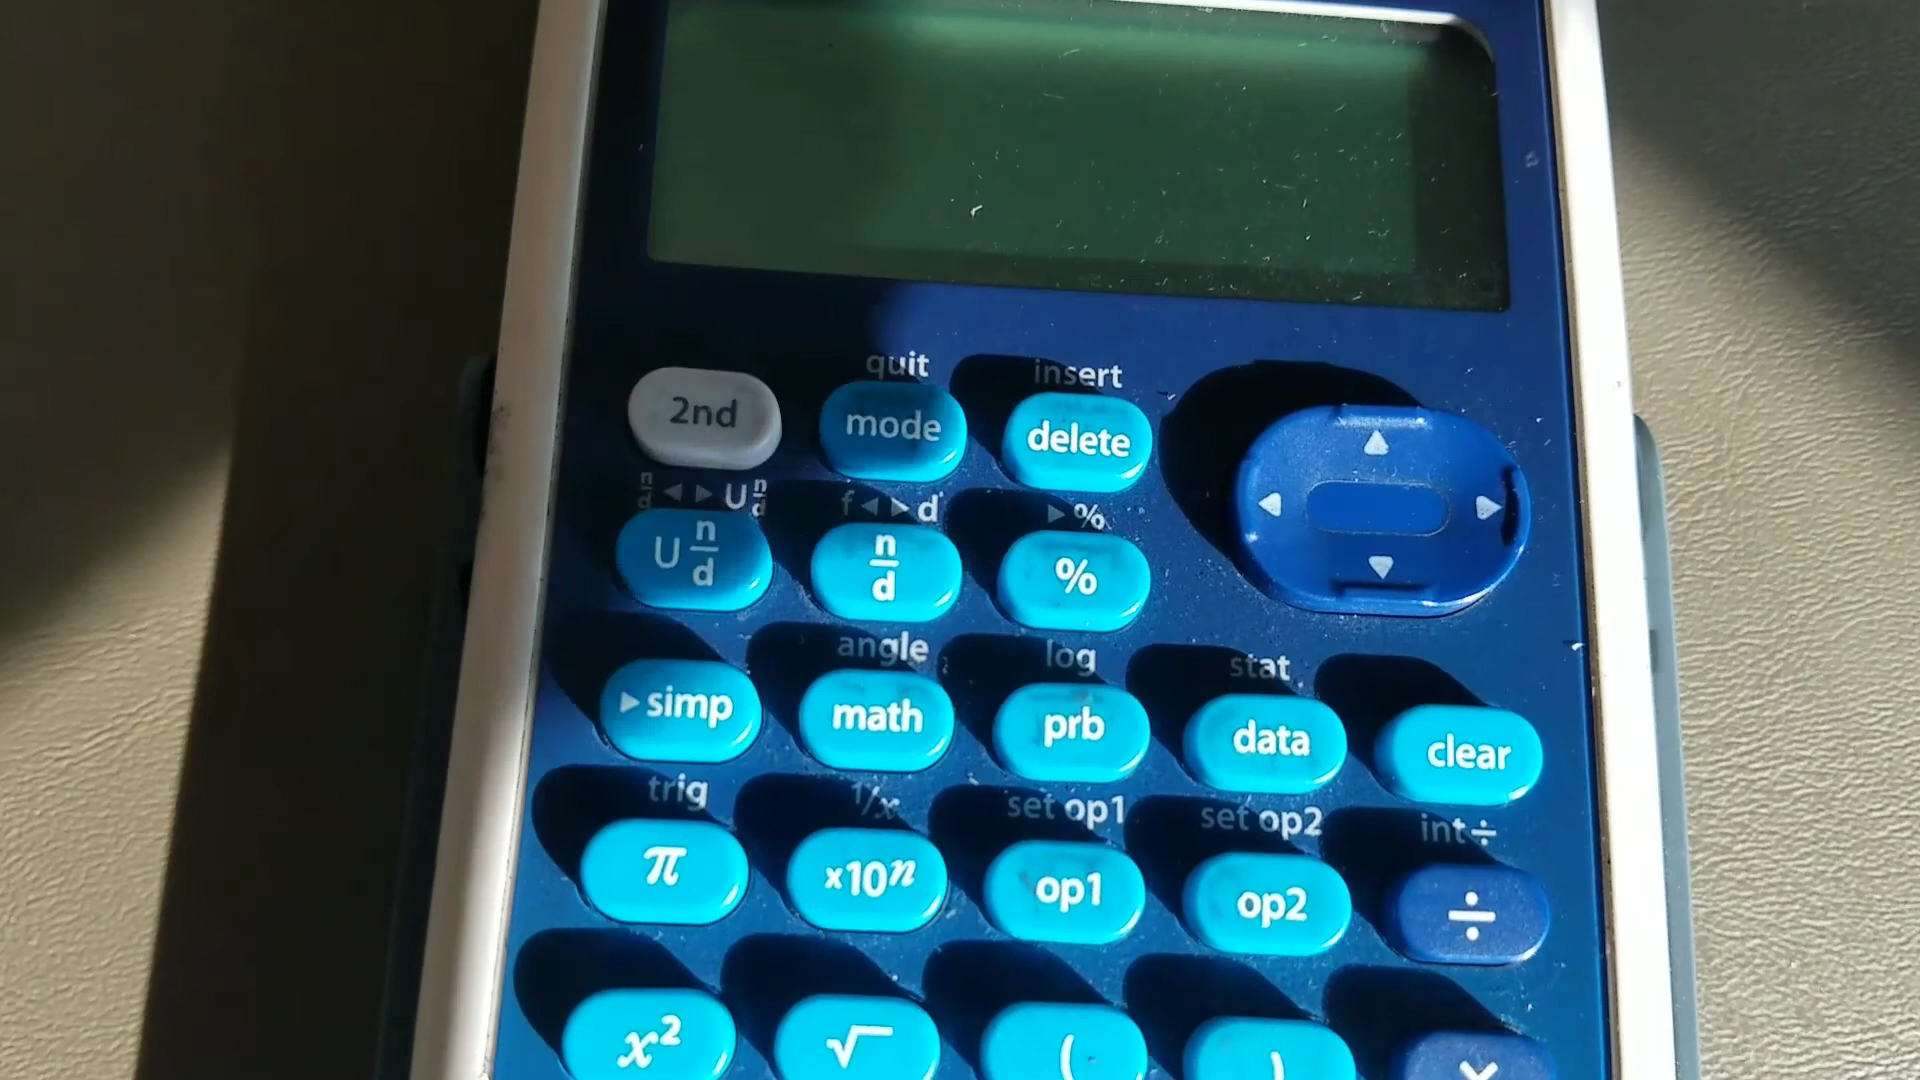 quit insert
2nd mode delete
n/d ◄ ► U n/d f ◄ ► d ► %
U n/d n/d %
angle log stat
►simp math prb data clear
trig 1/x set op1 set op2 int÷
π ×10ⁿ op1 op2 ÷
x² √ ( ) ×